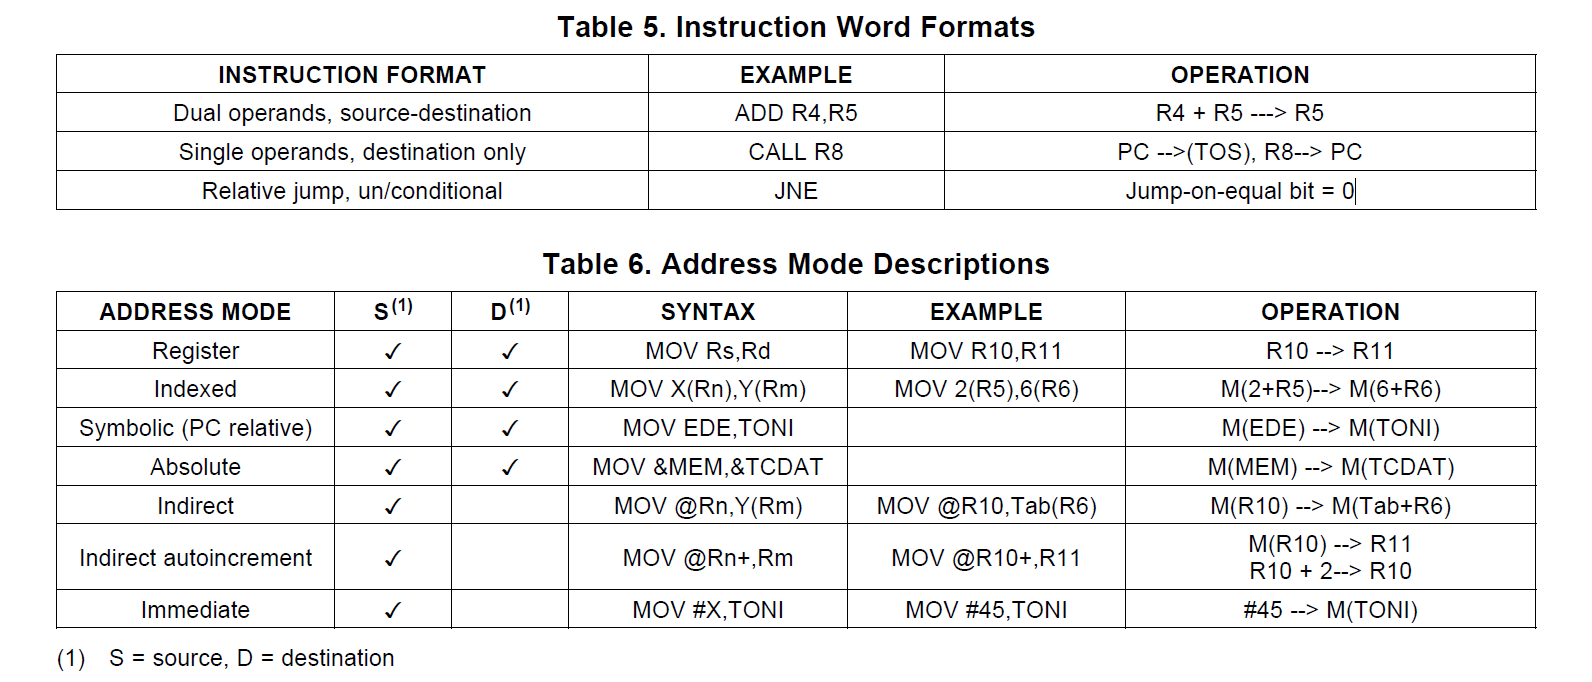 Table 5. Instruction Word Formats
INSTRUCTION FORMAT EXAMPLE OPERATION
Dual operands, source-destination ADD R4,R5 R4 + R5 ---> R5
Single operands, destination only CALL R8 PC -->(TOS), R8--> PC
Relative jump, un/conditional JNE Jump-on-equal bit = 0
Table 6. Address Mode Descriptions
ADDRESS MODE S(1) D(1) SYNTAX EXAMPLE OPERATION
Register ✓ ✓ MOV Rs,Rd MOV R10,R11 R10 --> R11
Indexed ✓ ✓ MOV X(Rn),Y(Rm) MOV 2(R5),6(R6) M(2+R5)--> M(6+R6)
Symbolic (PC relative) ✓ ✓ MOV EDE,TONI M(EDE) --> M(TONI)
Absolute ✓ ✓ MOV &MEM,&TCDAT M(MEM) --> M(TCDAT)
Indirect ✓ MOV @Rn,Y(Rm) MOV @R10,Tab(R6) M(R10) --> M(Tab+R6)
Indirect autoincrement ✓ MOV @Rn+,Rm MOV @R10+,R11 M(R10) --> R11
R10 + 2--> R10
Immediate ✓ MOV #X,TONI MOV #45,TONI #45 --> M(TONI)
(1) S = source, D = destination